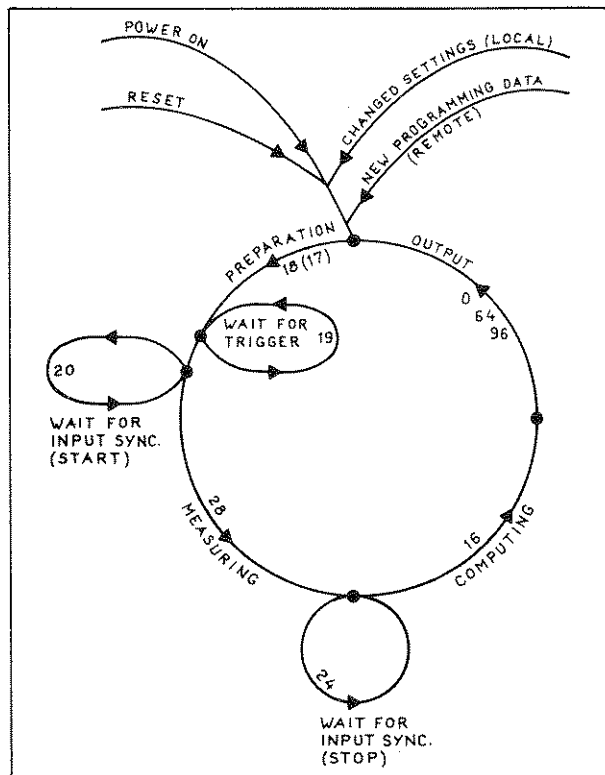 POWER ON
RESET
CHANGED SETTINGS (LOCAL)
NEW PROGRAMMING DATA
(REMOTE)
PREPARATION
18 (17)
OUTPUT
0
64
96
WAIT FOR
TRIGGER
19
20
WAIT FOR
INPUT SYNC.
(START)
28
MEASURING
16
COMPUTING
24
WAIT FOR
INPUT SYNC.
(STOP)